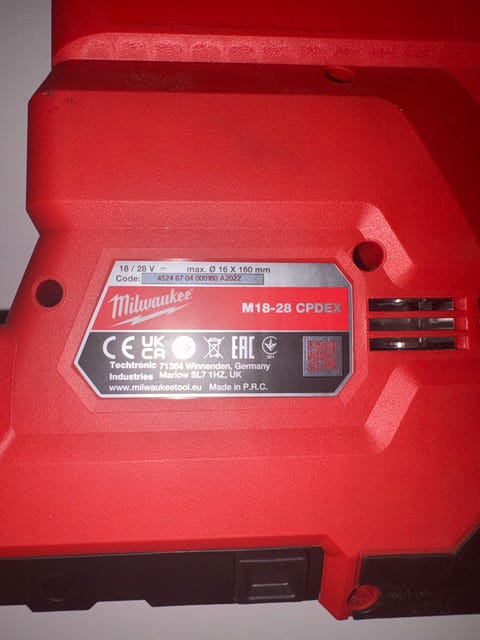 18 / 28 V ⎓ max. Ø 16 X 160 mm
Code: 4524 67 04 000180 A2022
Milwaukee
M18-28 CPDEX
CE UK CA EAC
Techtronic 71364 Winnenden, Germany
Industries Marlow SL7 1HZ, UK
www.milwaukeetool.eu Made in P.R.C.